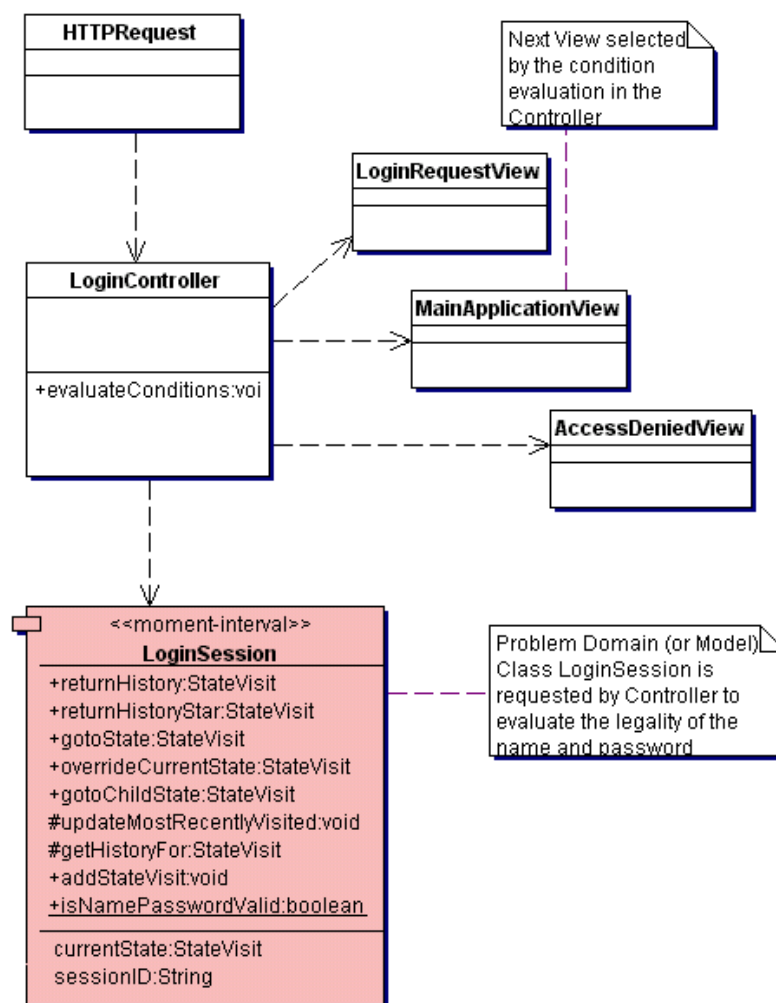 HTTPRequest
Next View selected
by the condition
evaluation in the
Controller
LoginRequestView
LoginController
MainApplicationView
+evaluateConditions:voi
AccessDeniedView
<<moment-interval>>
LoginSession
+returnHistory:StateVisit
+returnHistoryStar:StateVisit
+gotoState:StateVisit
+overrideCurrentState:StateVisit
+gotoChildState:StateVisit
#updateMostRecentlyVisited:void
#getHistoryFor:StateVisit
+addStateVisit:void
+isNamePasswordValid:boolean
currentState:StateVisit
sessionID:String
Problem Domain (or Model)
Class LoginSession is
requested by Controller to
evaluate the legality of the
name and password